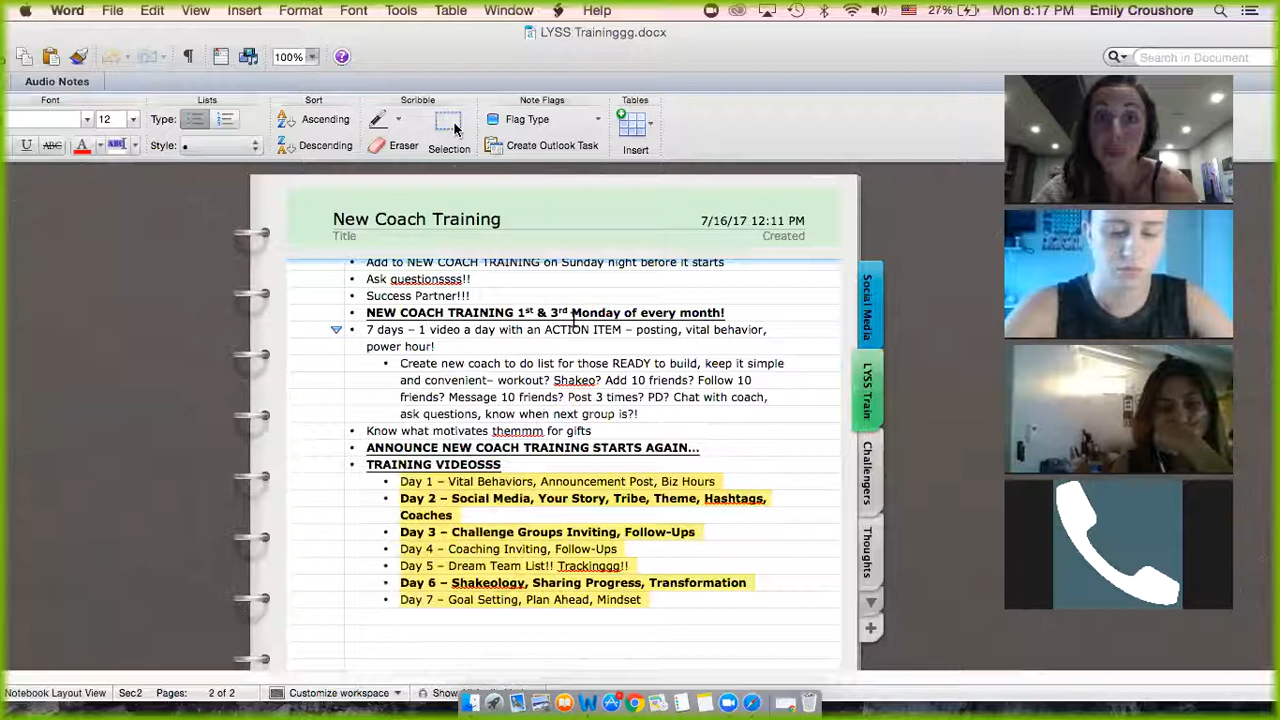 Word File Edit View Insert Format Font Tools Table Window Help 27% Mon 8:17 PM Emily Croushore
LYSS Traininggg.docx
100% Search in Document
Audio Notes
Font Lists Sort Scribble Note Flags Tables
12 Type: Ascending Flag Type
U ABC A Style: Descending Eraser Selection Create Outlook Task Insert
New Coach Training 7/16/17 12:11 PM
Title Created
• Add to NEW COACH TRAINING on Sunday night before it starts
• Ask questionssss!!
• Success Partner!!!
• NEW COACH TRAINING 1st & 3rd Monday of every month!
• 7 days – 1 video a day with an ACTION ITEM – posting, vital behavior,
power hour!
• Create new coach to do list for those READY to build, keep it simple
and convenient– workout? Shakeo? Add 10 friends? Follow 10
friends? Message 10 friends? Post 3 times? PD? Chat with coach,
ask questions, know when next group is?!
• Know what motivates themmm for gifts
• ANNOUNCE NEW COACH TRAINING STARTS AGAIN...
• TRAINING VIDEOSSS
• Day 1 – Vital Behaviors, Announcement Post, Biz Hours
• Day 2 – Social Media, Your Story, Tribe, Theme, Hashtags,
Coaches
• Day 3 – Challenge Groups Inviting, Follow-Ups
• Day 4 – Coaching Inviting, Follow-Ups
• Day 5 – Dream Team List!! Trackinggg!!
• Day 6 – Shakeology, Sharing Progress, Transformation
• Day 7 – Goal Setting, Plan Ahead, Mindset
Social Media
LYSS Train
Challengers
Thoughts
Notebook Layout View Sec2 Pages: 2 of 2 Customize workspace Show